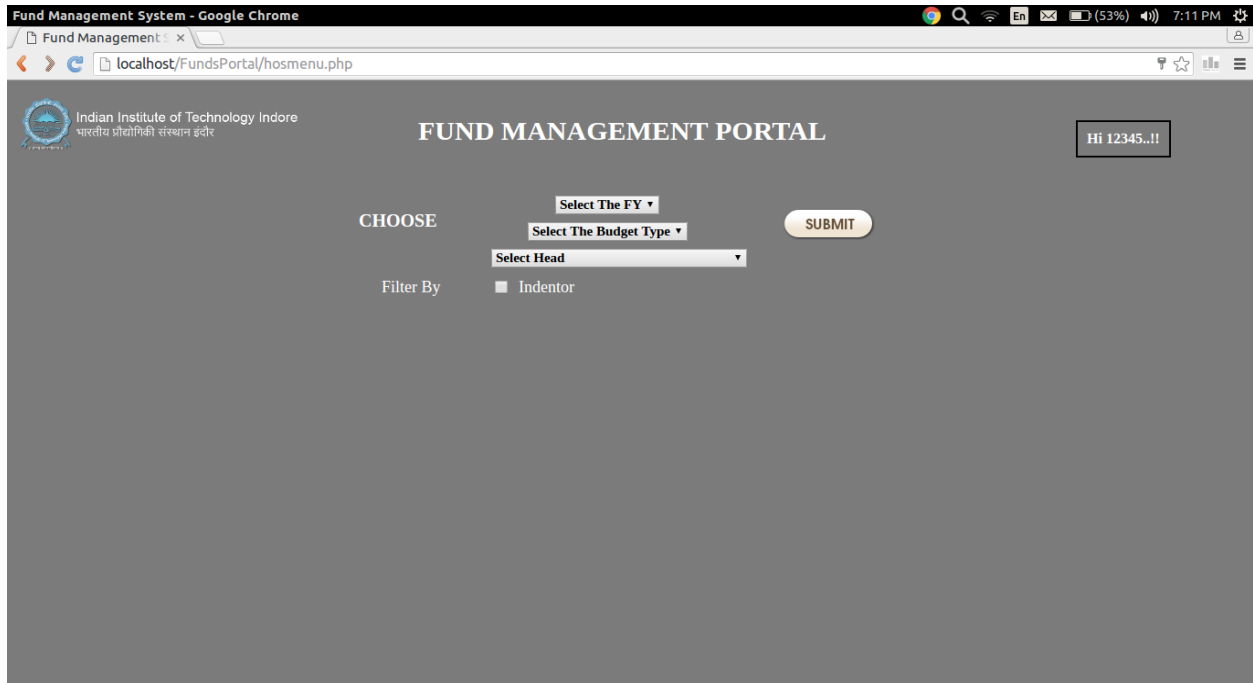 Fund Management System - Google Chrome
En (53%) 7:11 PM
Fund Management S
localhost/FundsPortal/hosmenu.php
Indian Institute of Technology Indore
भारतीय प्रौद्योगिकी संस्थान इंदौर
FUND MANAGEMENT PORTAL
Hi 12345..!!
CHOOSE
Select The FY
Select The Budget Type
Select Head
SUBMIT
Filter By
Indentor